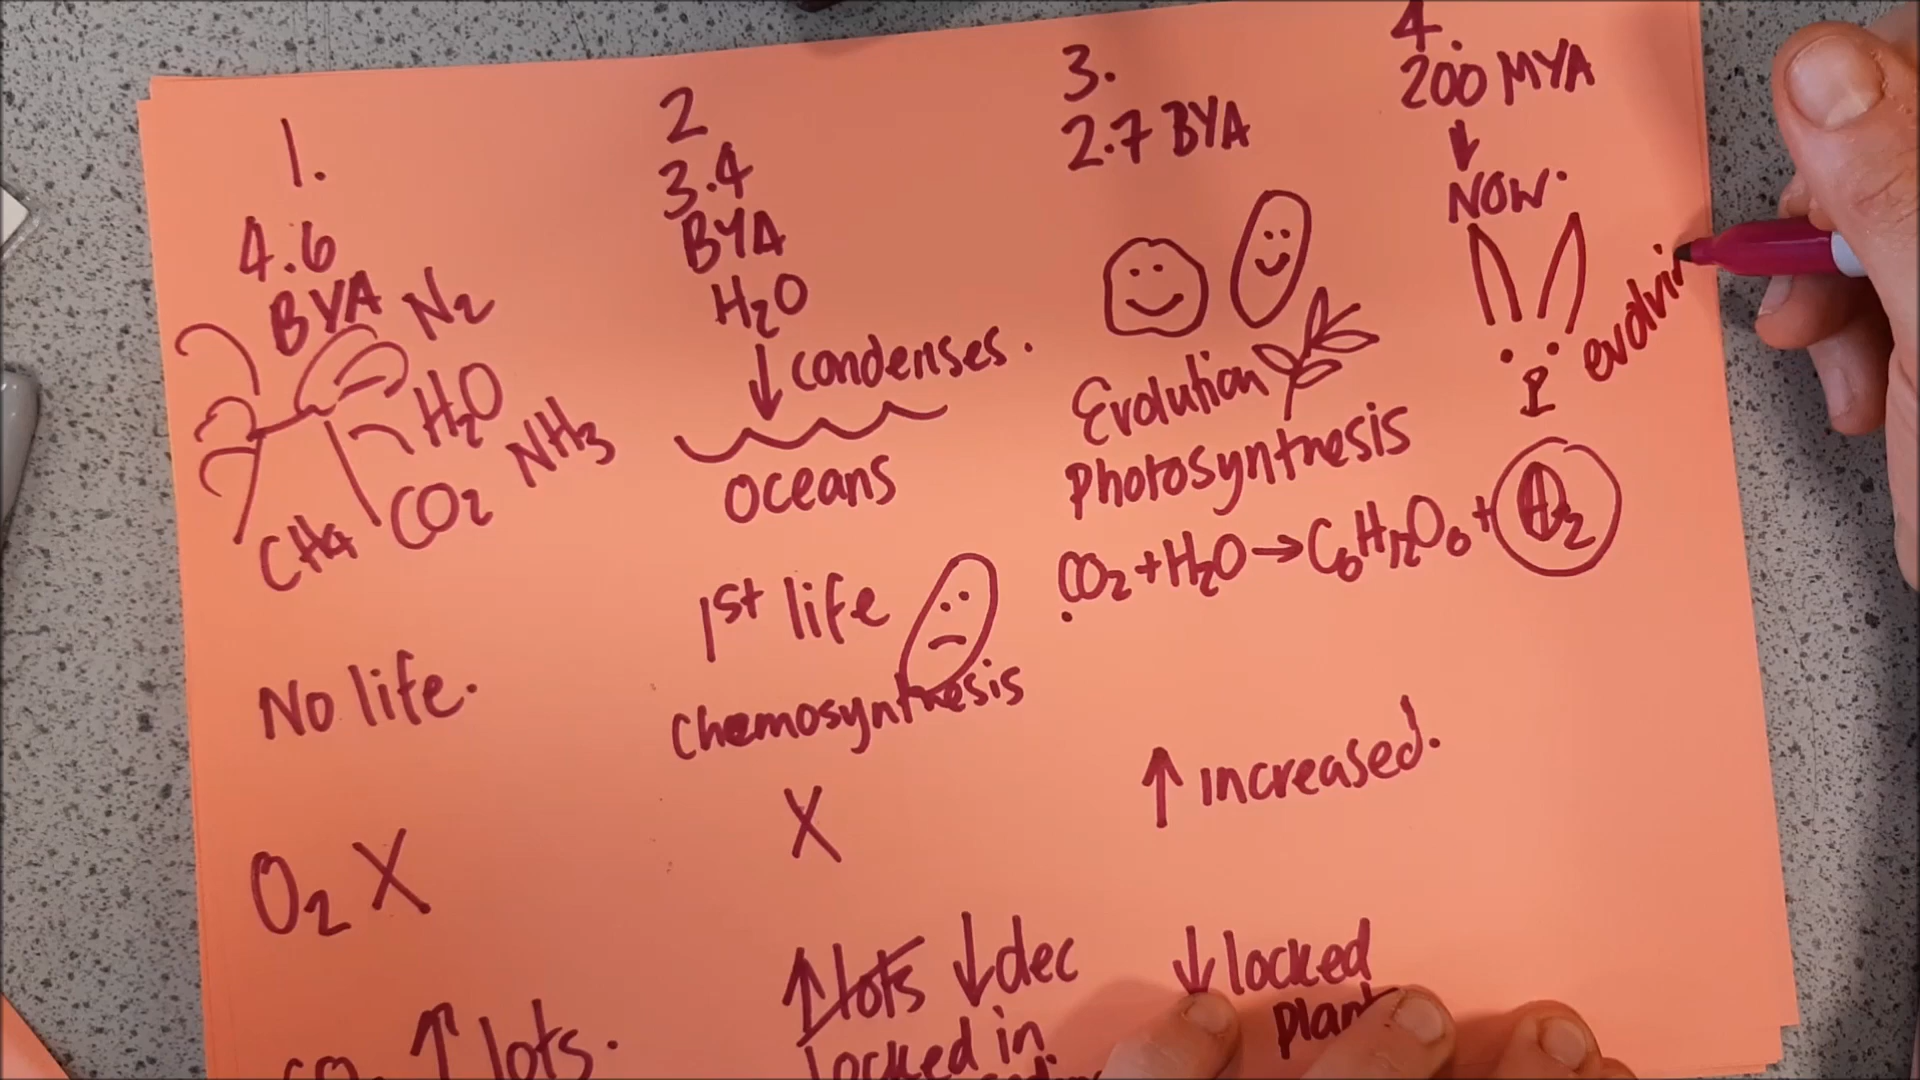 1.
4.6
BYA
N2
H2O
NH3
CO2
CH4
No life.
O2 X
↑ lots.
2
3.4
BYA
H2O
↓ condenses.
oceans
1st life
chemosynthesis
X
↑ lots ↓ dec
locked in
3.
2.7 BYA
Evolution
Photosynthesis
CO2 + H2O → C6H12O6 + O2
↑ increased.
↓ locked
plant
4.
200 MYA
↓
NOW.
evolvin